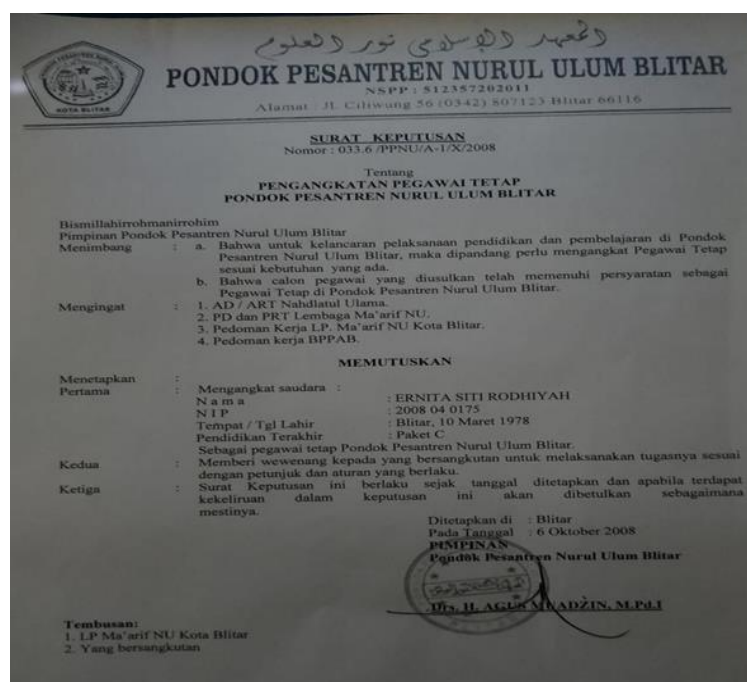 المعهد الإسلامي نور العلوم
PONDOK PESANTREN NURUL ULUM BLITAR
NSPP : 512357202011
Alamat : Jl. Ciliwung 56 (0342) 807123 Blitar 66116
KOTA BLITAR
SURAT KEPUTUSAN
Nomor : 033.6 /PPNU/A-1/X/2008
Tentang
PENGANGKATAN PEGAWAI TETAP
PONDOK PESANTREN NURUL ULUM BLITAR
Bismillahirrohmanirrohim
Pimpinan Pondok Pesantren Nurul Ulum Blitar
Menimbang : a. Bahwa untuk kelancaran pelaksanaan pendidikan dan pembelajaran di Pondok
Pesantren Nurul Ulum Blitar, maka dipandang perlu mengangkat Pegawai Tetap
sesuai kebutuhan yang ada.
b. Bahwa calon pegawai yang diusulkan telah memenuhi persyaratan sebagai
Pegawai Tetap di Pondok Pesantren Nurul Ulum Blitar.
Mengingat : 1. AD / ART Nahdlatul Ulama.
2. PD dan PRT Lembaga Ma'arif NU.
3. Pedoman Kerja LP. Ma'arif NU Kota Blitar.
4. Pedoman kerja BPPAB.
MEMUTUSKAN
Menetapkan :
Pertama : Mengangkat saudara :
N a m a : ERNITA SITI RODHIYAH
N I P : 2008 04 0175
Tempat / Tgl Lahir : Blitar, 10 Maret 1978
Pendidikan Terakhir : Paket C
Sebagai pegawai tetap Pondok Pesantren Nurul Ulum Blitar.
Kedua : Memberi wewenang kepada yang bersangkutan untuk melaksanakan tugasnya sesuai
dengan petunjuk dan aturan yang berlaku.
Ketiga : Surat Keputusan ini berlaku sejak tanggal ditetapkan dan apabila terdapat
kekeliruan dalam keputusan ini akan dibetulkan sebagaimana
mestinya.
Ditetapkan di : Blitar
Pada Tanggal : 6 Oktober 2008
PIMPINAN
Pondok Pesantren Nurul Ulum Blitar
Drs. H. AGUS MUADZIN, M.Pd.I
Tembusan:
1. LP Ma'arif NU Kota Blitar
2. Yang bersangkutan